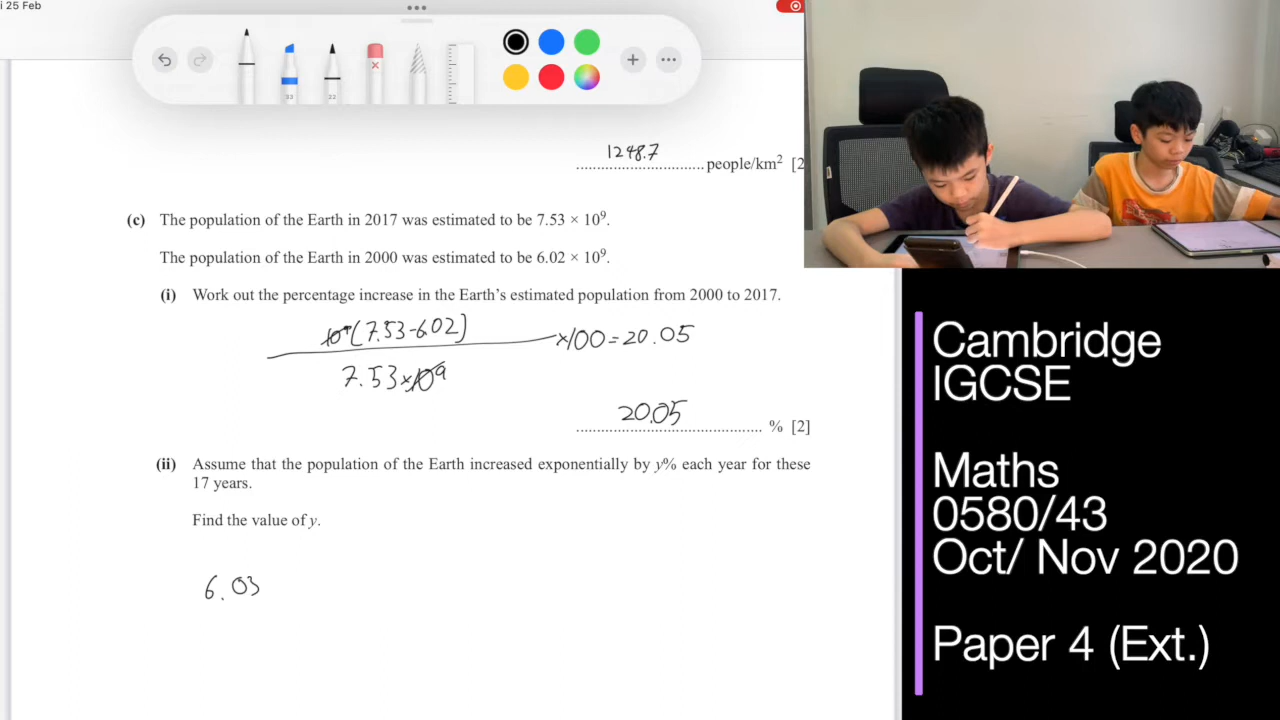 i 25 Feb
33
22
1248.7
people/km² [2
(c) The population of the Earth in 2017 was estimated to be 7.53 × 10⁹.
The population of the Earth in 2000 was estimated to be 6.02 × 10⁹.
(i) Work out the percentage increase in the Earth's estimated population from 2000 to 2017.
10⁹(7.53-6.02)
×100=20.05
7.53×10⁹
20.05
% [2]
(ii) Assume that the population of the Earth increased exponentially by y% each year for these
17 years.
Find the value of y.
6.03
Cambridge
IGCSE
Maths
0580/43
Oct/ Nov 2020
Paper 4 (Ext.)